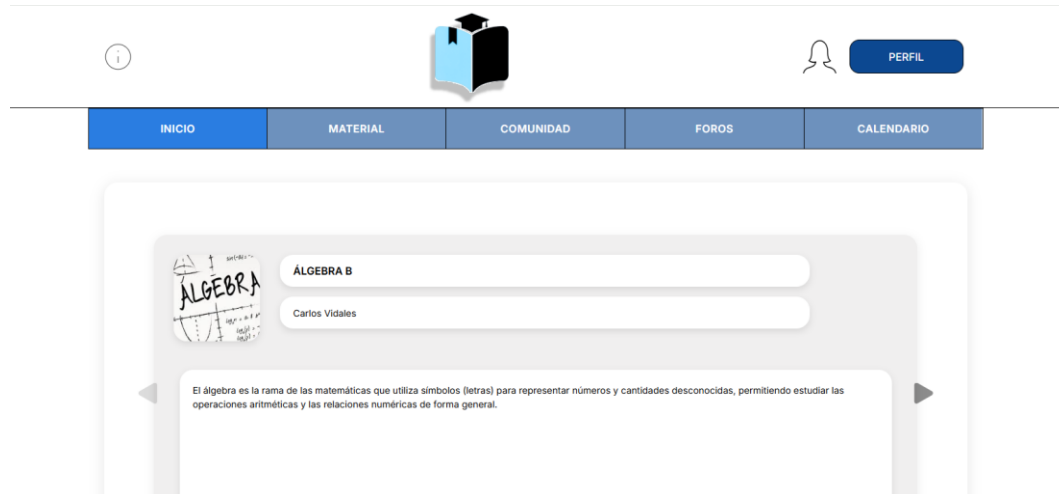 i
PERFIL
INICIO
MATERIAL
COMUNIDAD
FOROS
CALENDARIO
ÁLGEBRA
ÁLGEBRA B
Carlos Vidales
El álgebra es la rama de las matemáticas que utiliza símbolos (letras) para representar números y cantidades desconocidas, permitiendo estudiar las
operaciones aritméticas y las relaciones numéricas de forma general.